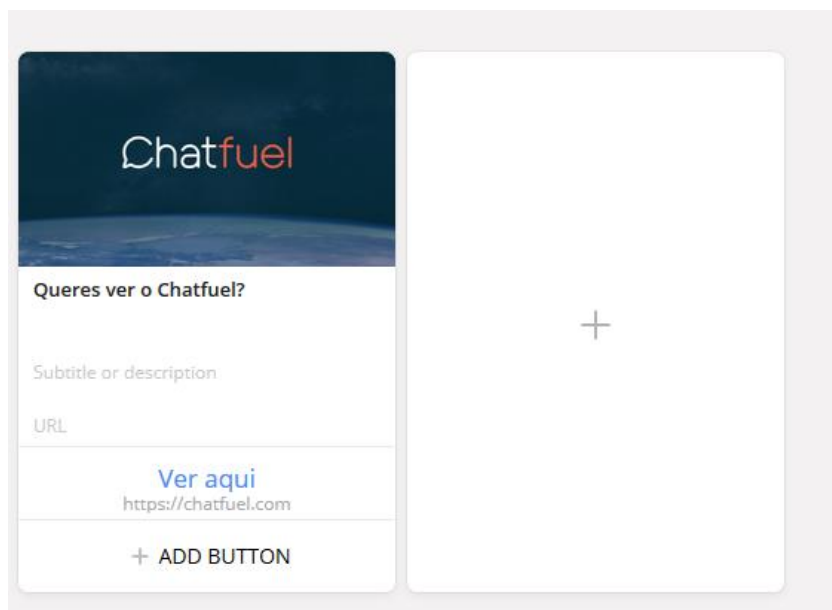 Chatfuel
Queres ver o Chatfuel?
Subtitle or description
URL
Ver aqui
https://chatfuel.com
+ ADD BUTTON
+